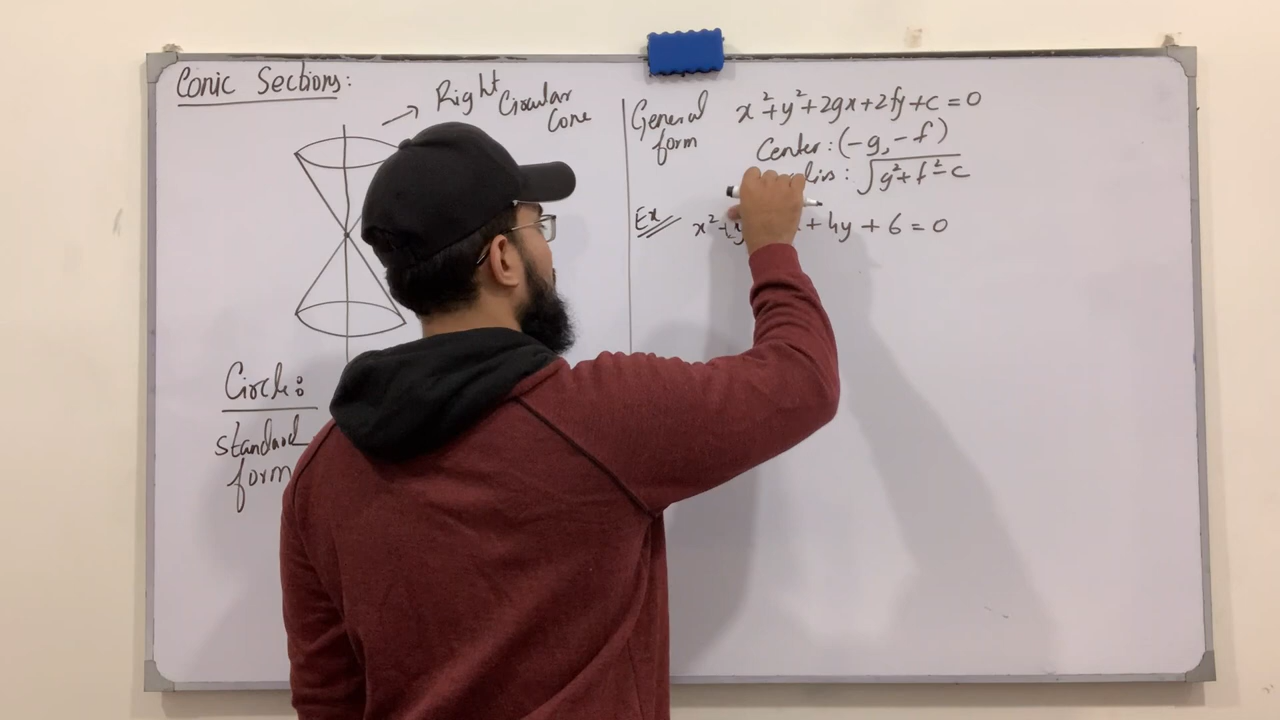 Conic Sections:
→ Right Circular
Cone
Circle:
standard
form
General
form
x²+y²+2gx+2fy+c=0
Center:(-g,-f)
: √g²+f²-c
Ex
x²+ + 4y + 6 = 0